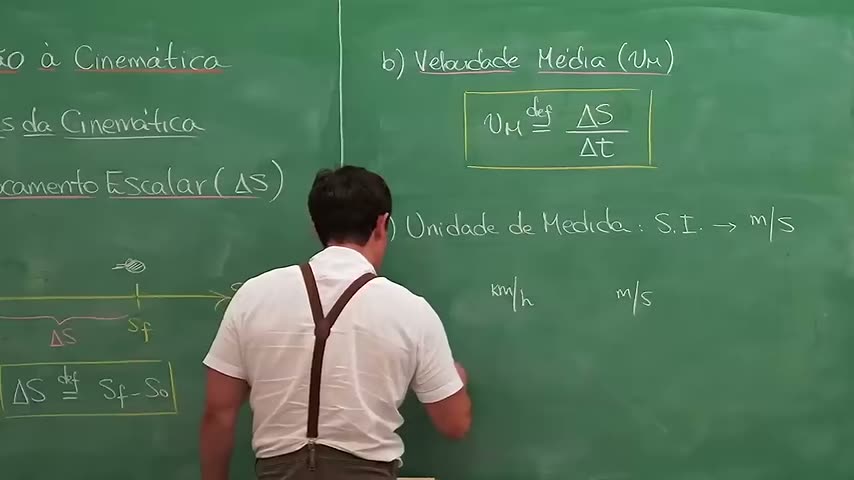 à Cinemática
da Cinemática
Escalar (ΔS)
ΔS
Sf
ΔS def= Sf - S0
b) Velocidade Média (VM)
VM def= ΔS/Δt
) Unidade de Medida : S.I. → m/s
km/h m/s